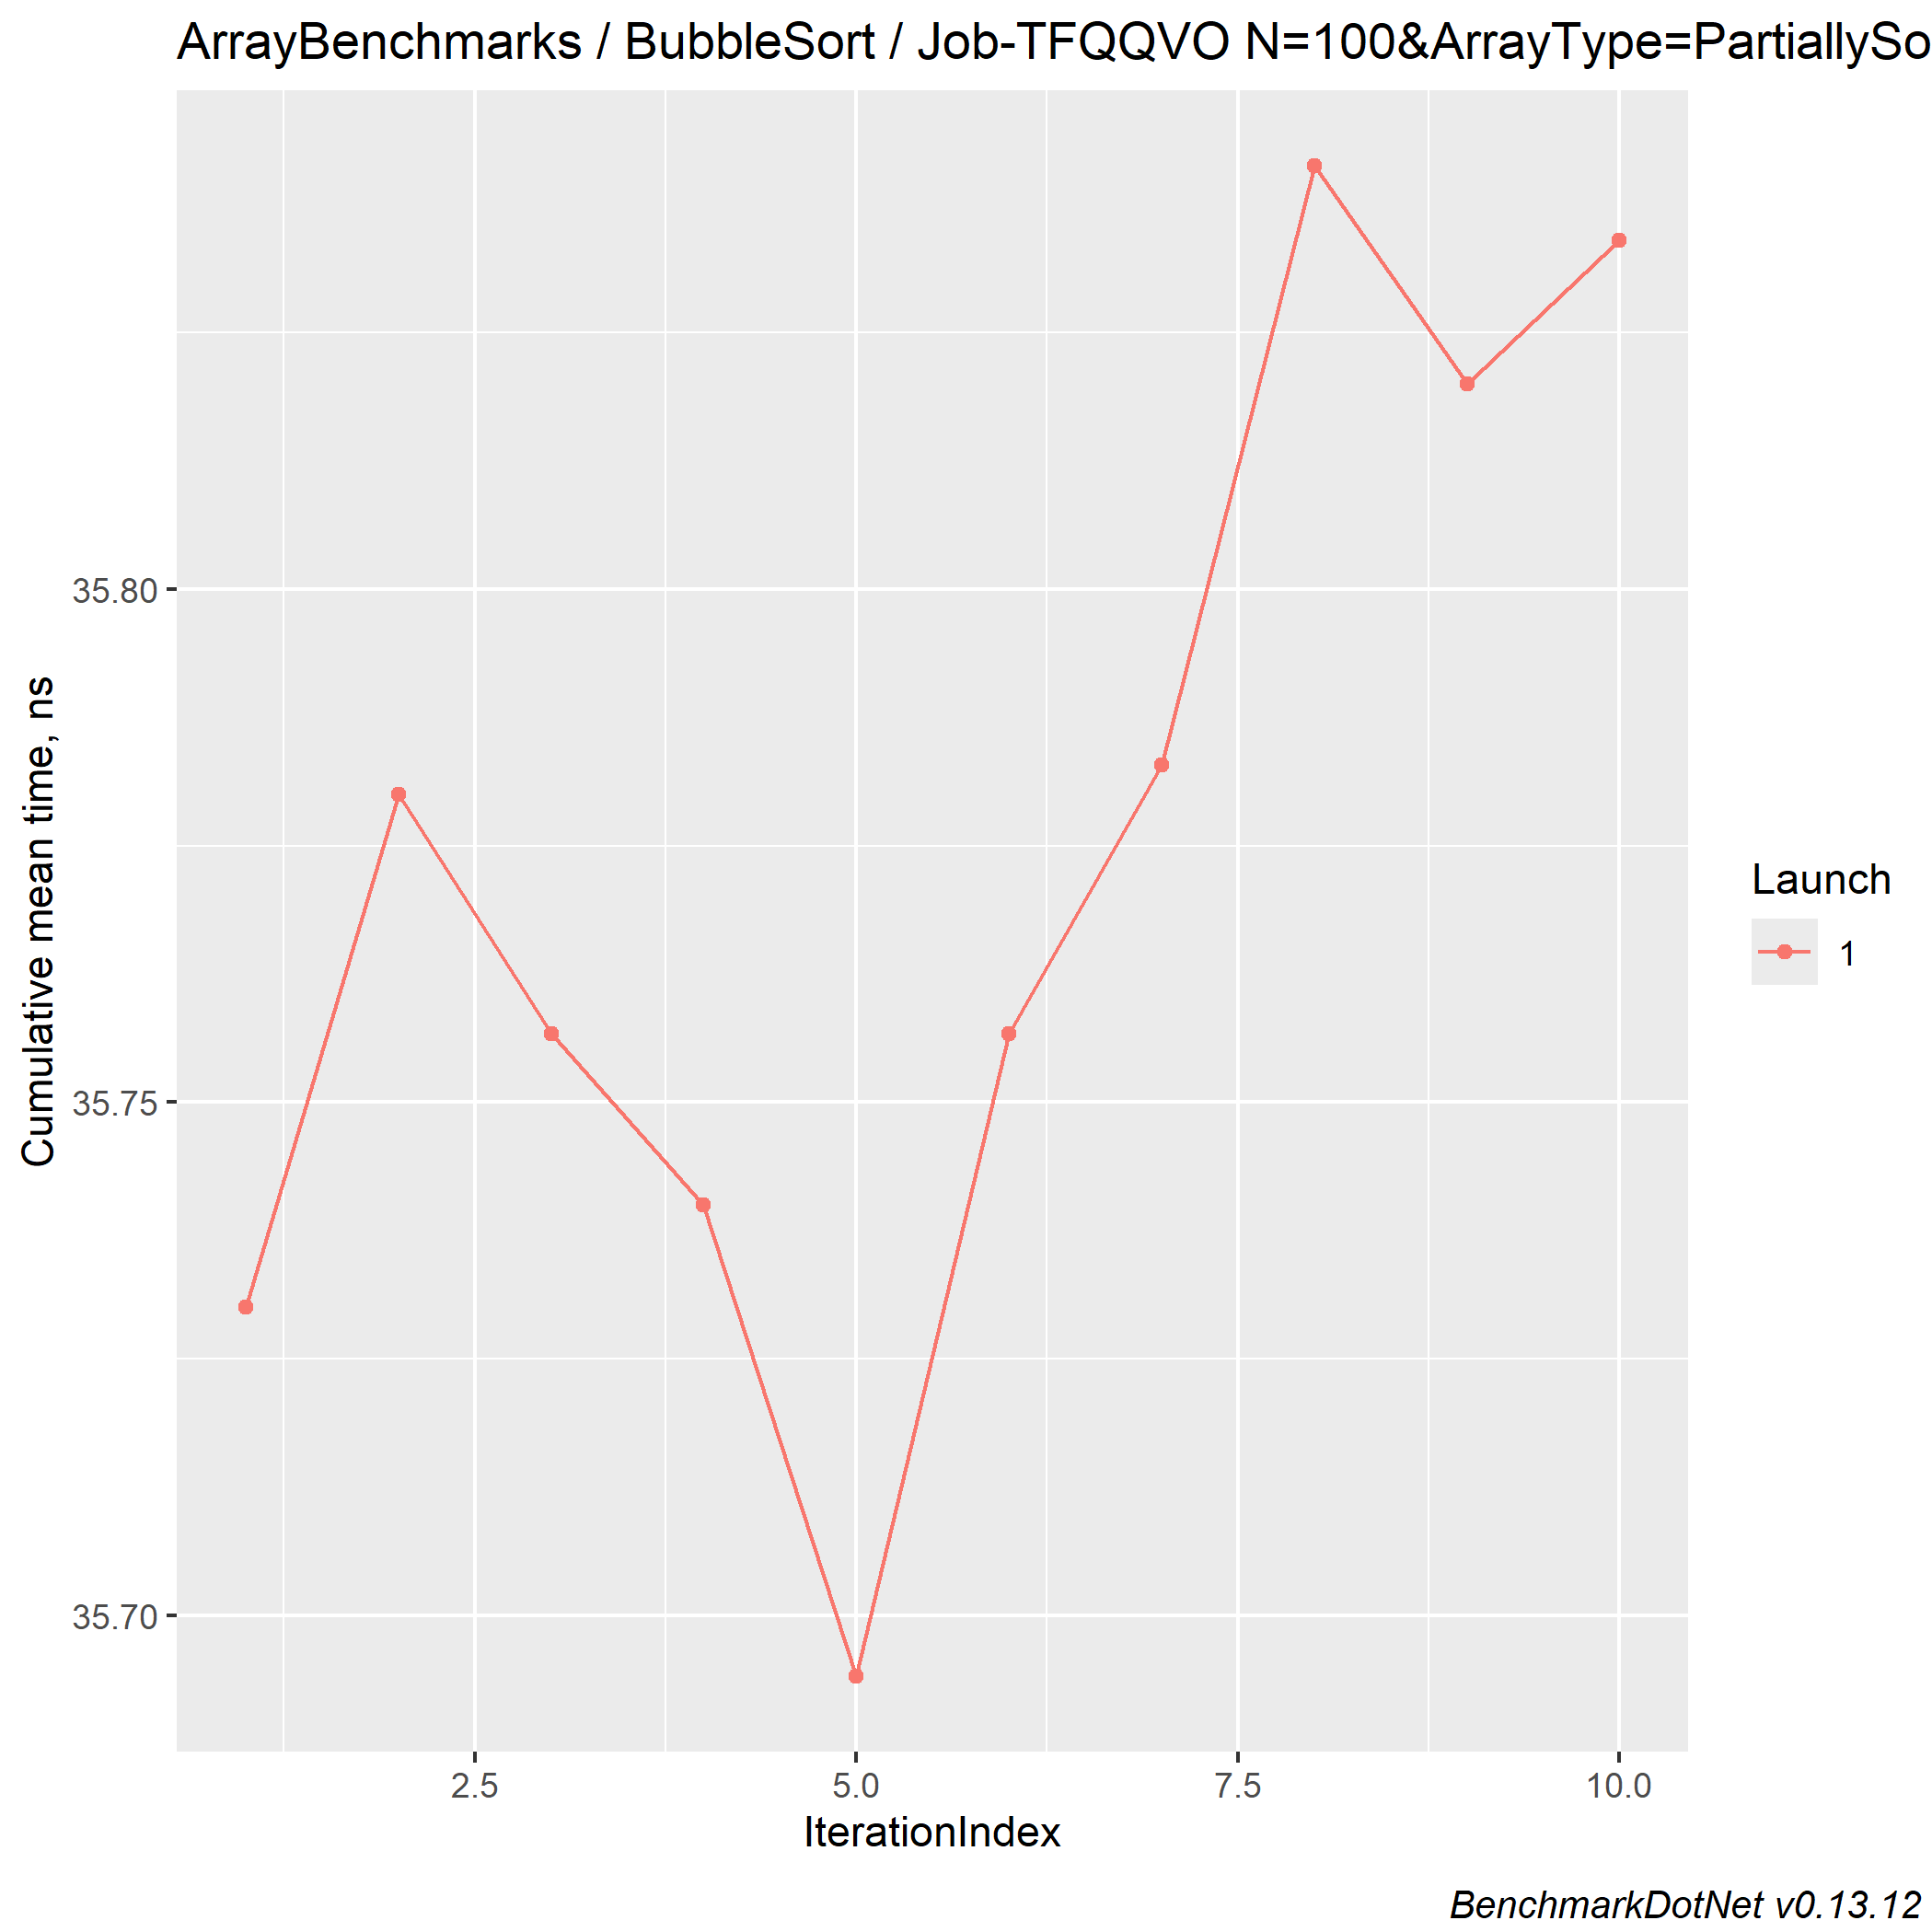 ArrayBenchmarks / BubbleSort / Job-TFQQVO N=100&ArrayType=PartiallySo
Cumulative mean time, ns
35.80
35.75
35.70
2.5 5.0 7.5 10.0
IterationIndex
Launch
1
BenchmarkDotNet v0.13.12